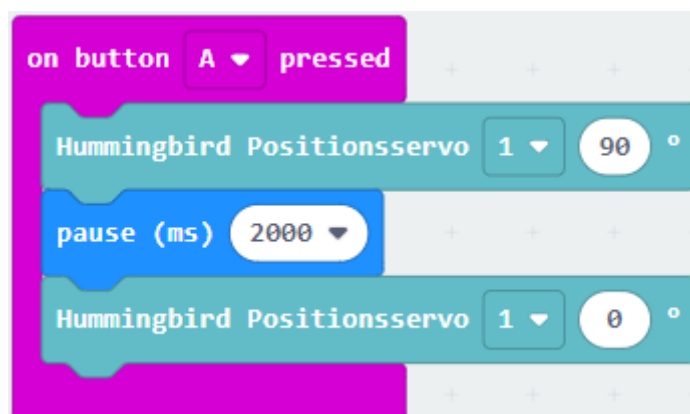 on button A pressed
Hummingbird Positionsservo 1 90 °
pause (ms) 2000
Hummingbird Positionsservo 1 0 °